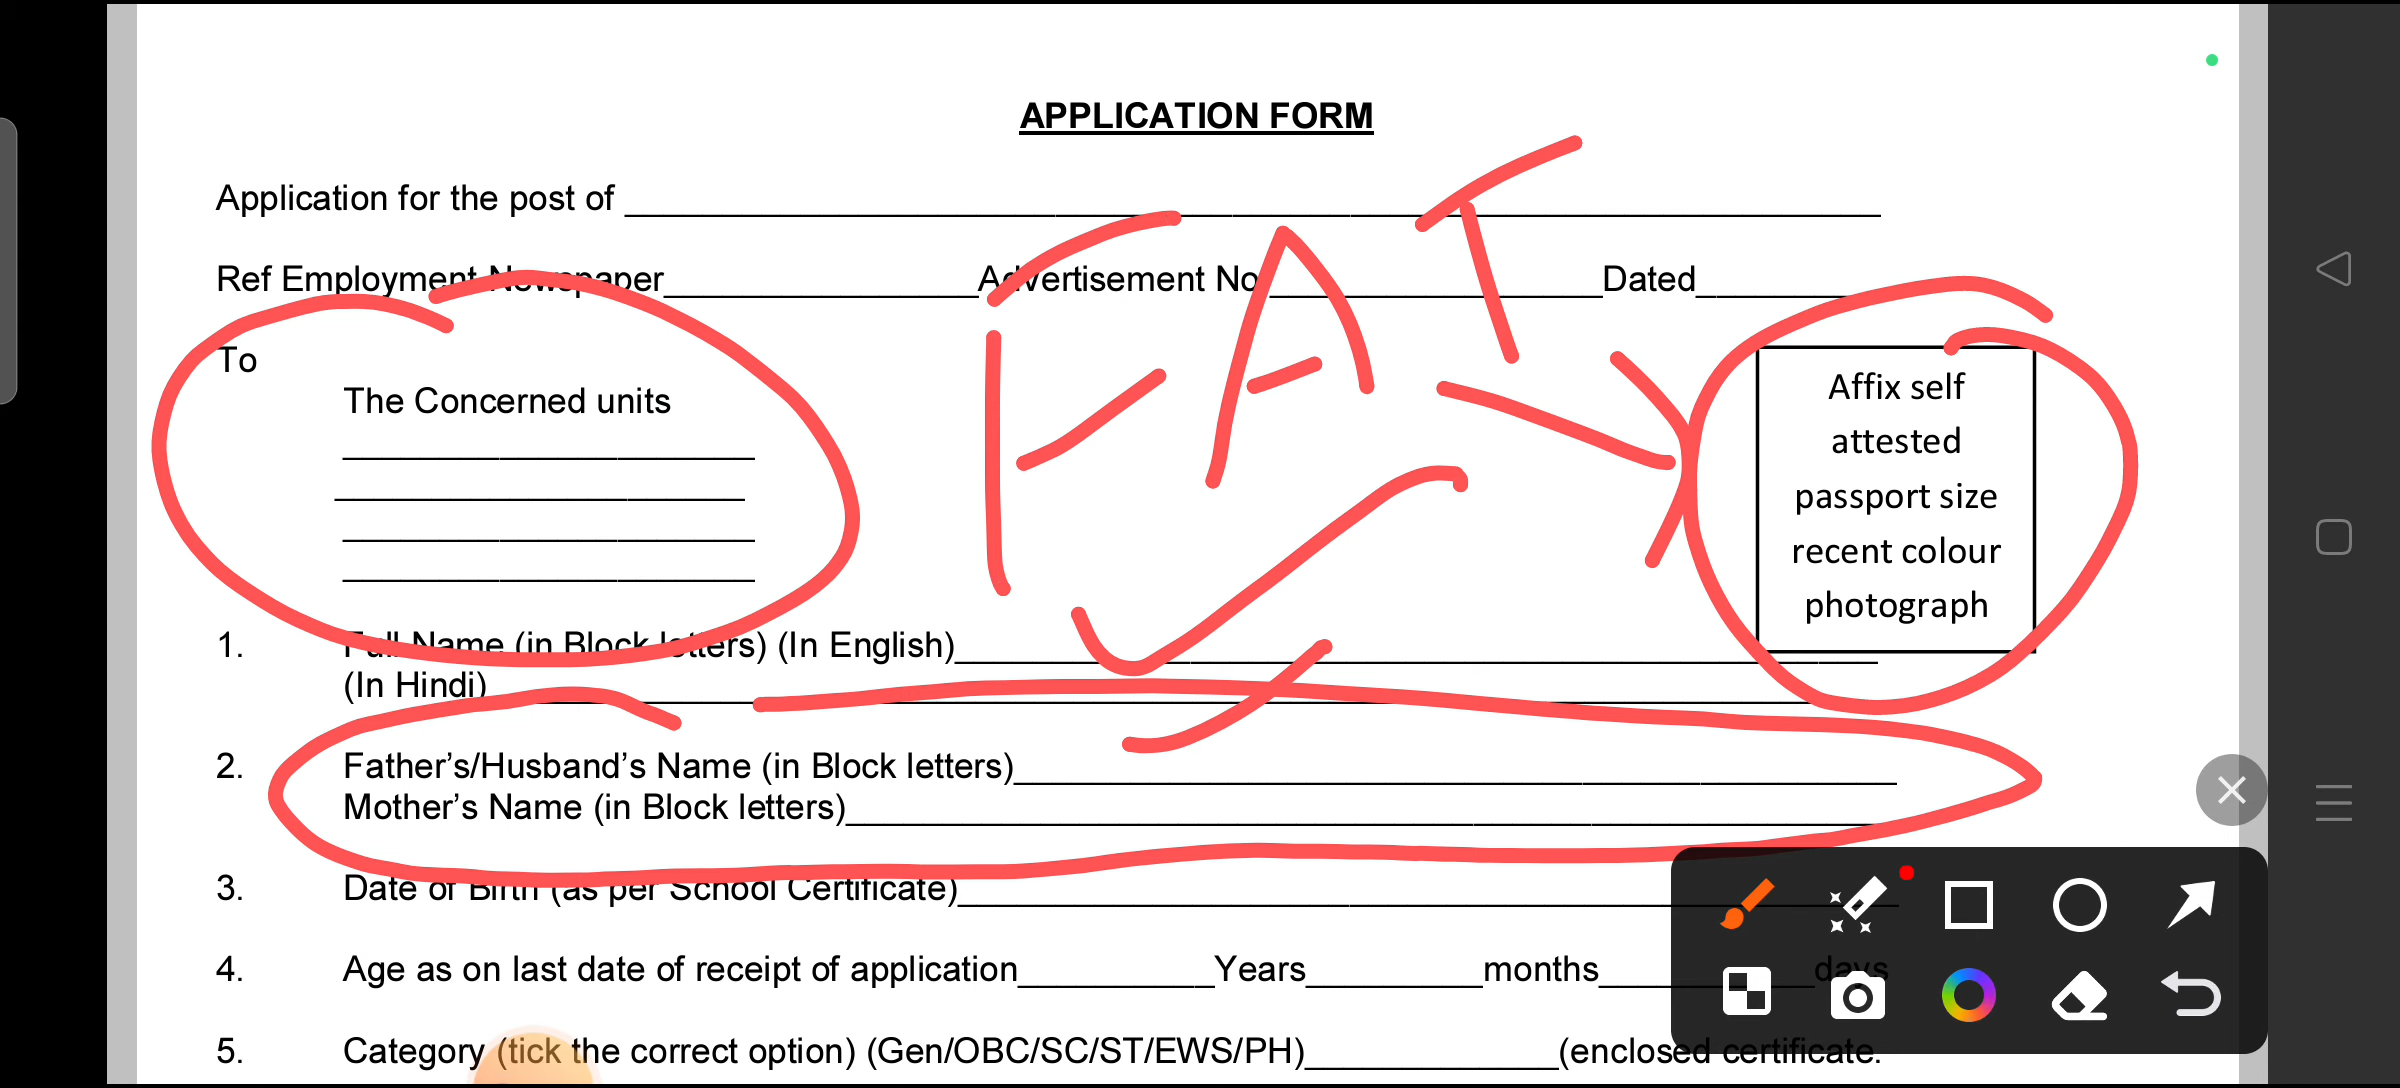 APPLICATION FORM
Application for the post of
Ref Employment Newspaper Advertisement No Dated
To
The Concerned units
Affix self
attested
passport size
recent colour
photograph
FAT
1. Full Name (in Block letters) (In English)
(In Hindi)
2. Father's/Husband's Name (in Block letters)
Mother's Name (in Block letters)
3. Date of Birth (as per School Certificate)
4. Age as on last date of receipt of application Years months days
5. Category (tick the correct option) (Gen/OBC/SC/ST/EWS/PH) (enclosed certificate.